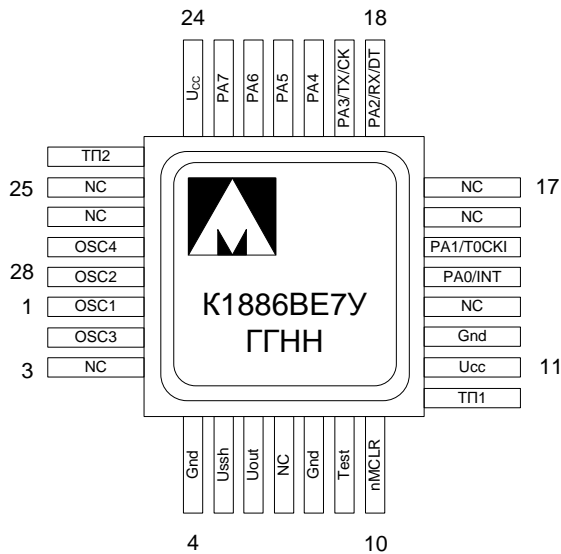 24
18
Ucc
PA7
PA6
PA5
PA4
PA3/TX/CK
PA2/RX/DT
ТП2
25
NC
NC
OSC4
28
OSC2
1
OSC1
OSC3
3
NC
К1886ВЕ7У
ГГНН
NC
17
NC
PA1/T0CKI
PA0/INT
NC
Gnd
Ucc
11
ТП1
Gnd
Ussh
Uout
NC
Gnd
Test
nMCLR
4
10